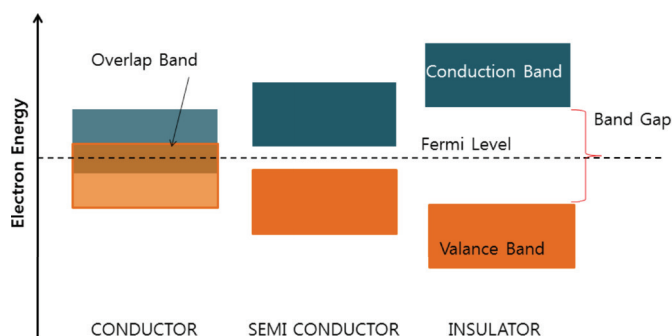 Overlap Band
Conduction Band
Band Gap
Fermi Level
Electron Energy
Valance Band
CONDUCTOR
SEMI CONDUCTOR
INSULATOR